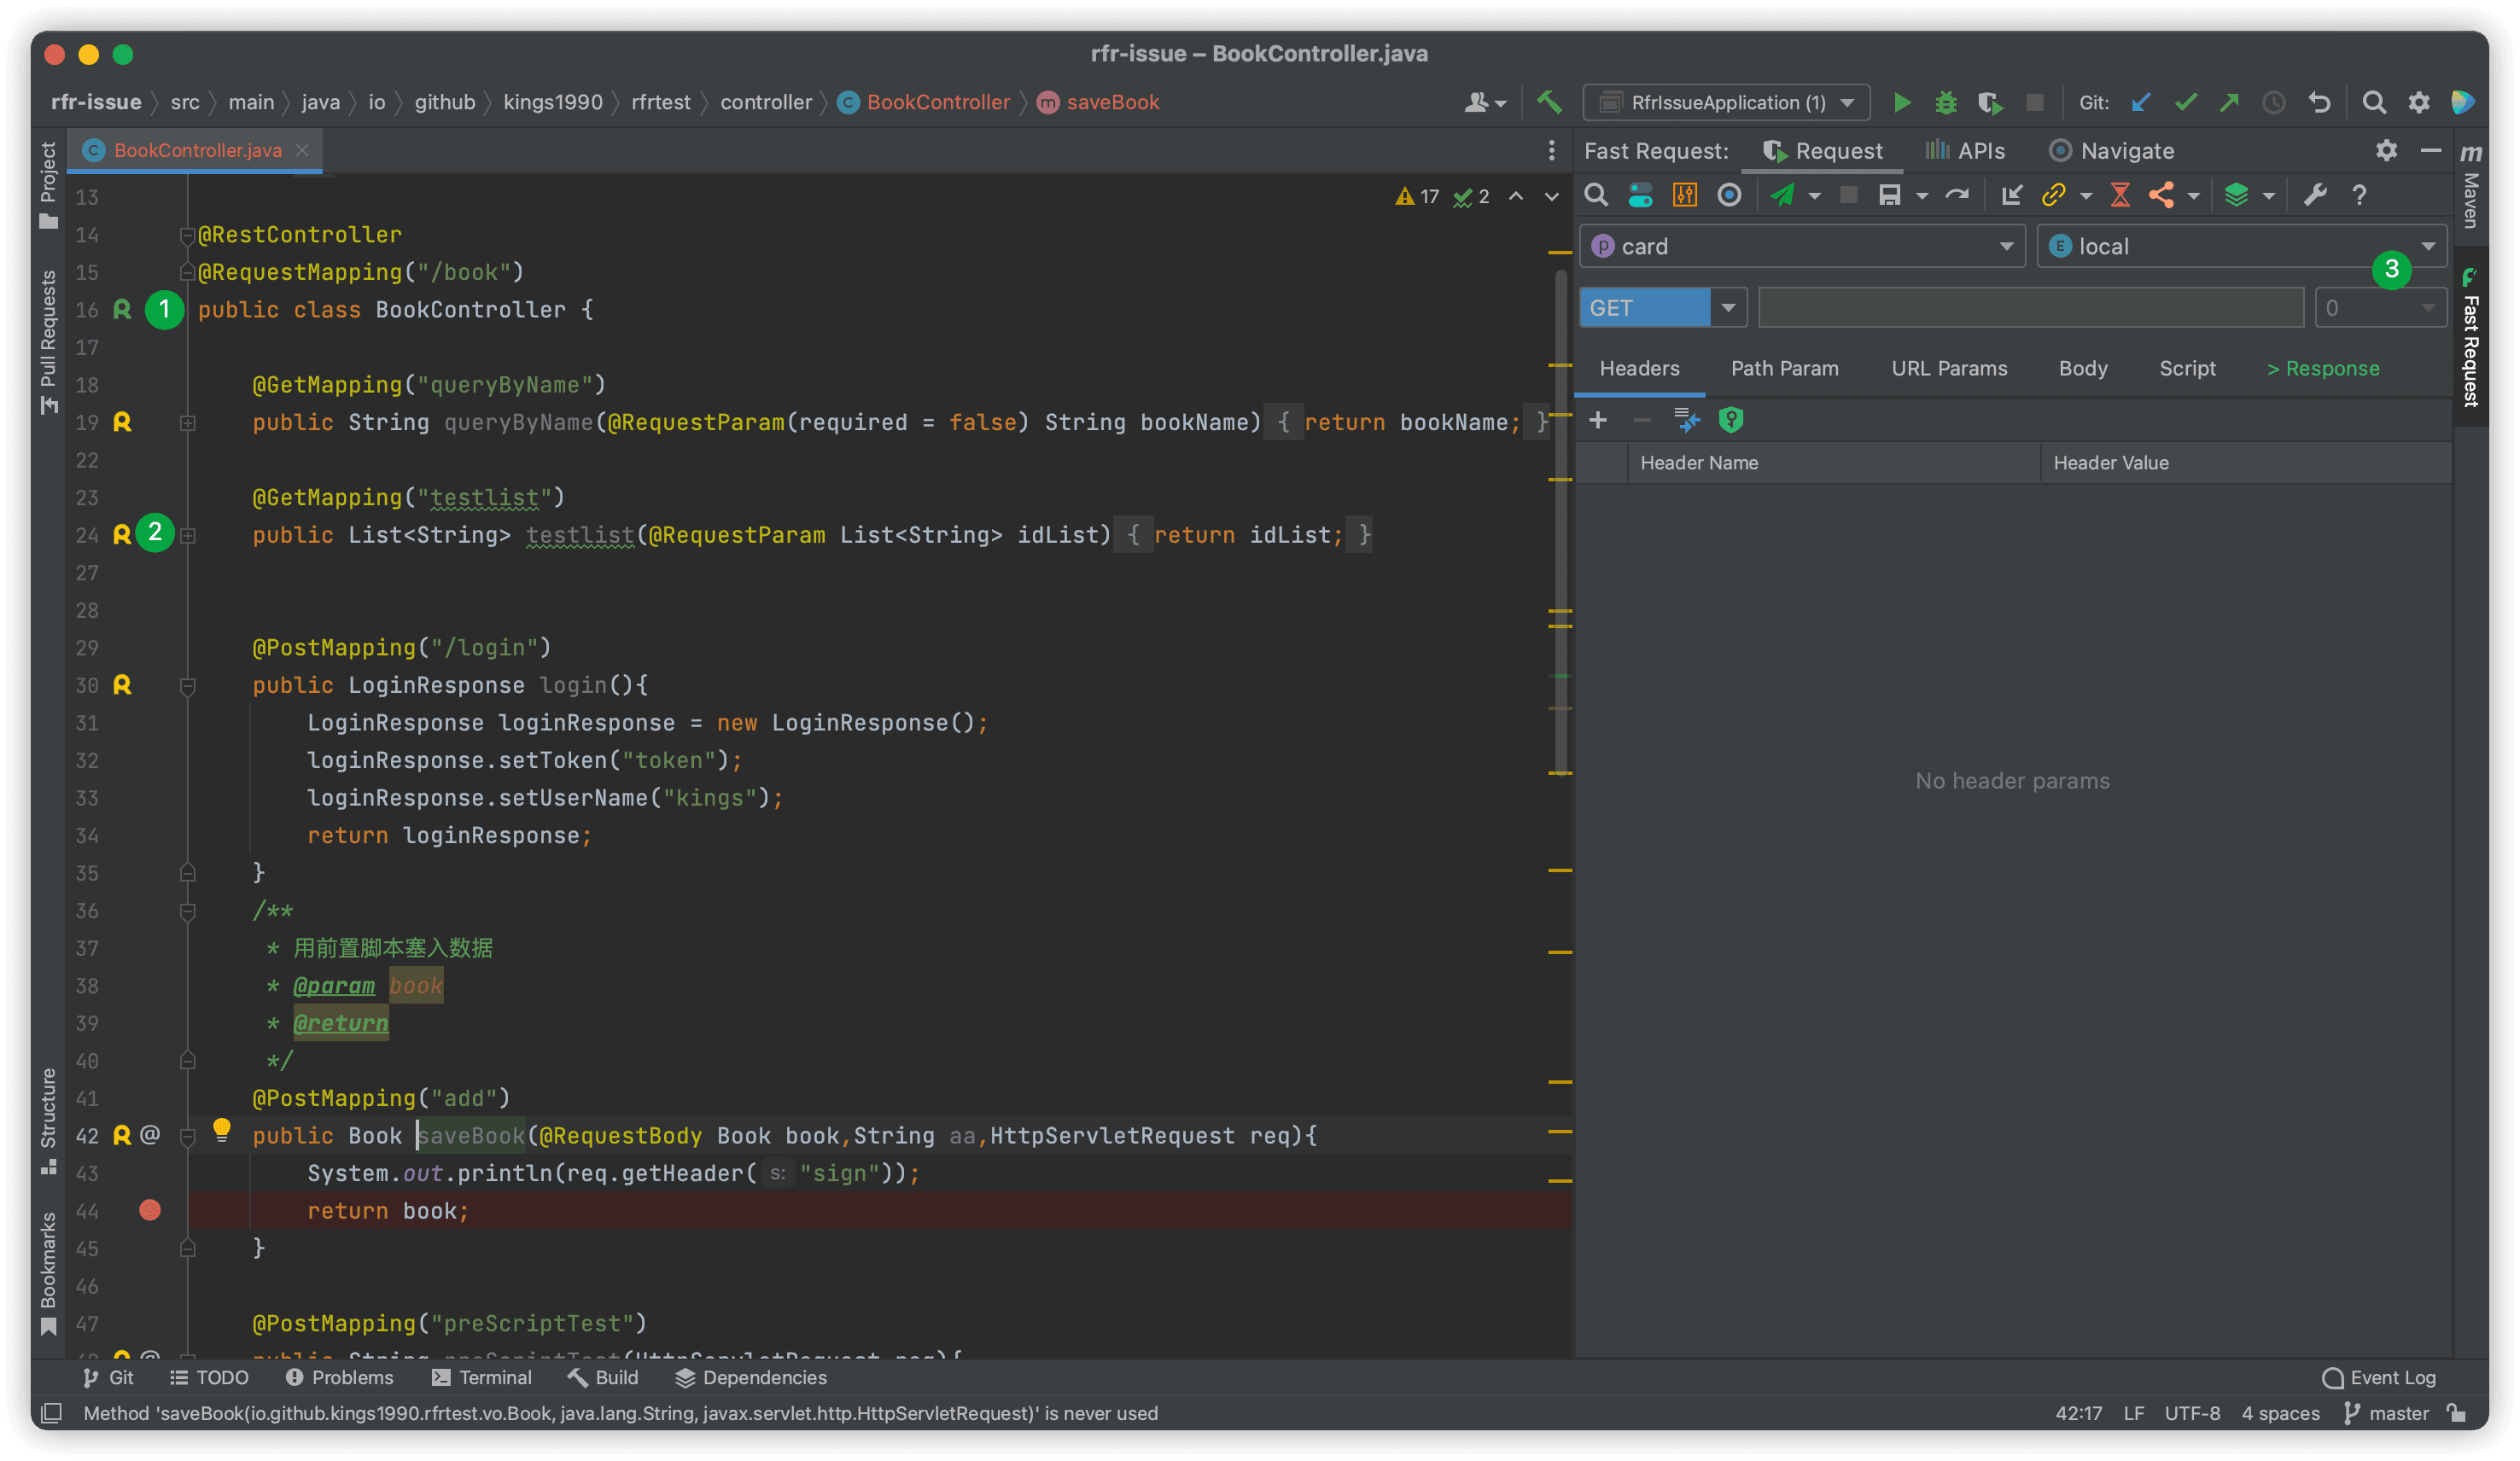 rfr-issue – BookController.java
rfr-issue src main java io github kings1990 rfrtest controller C BookController m saveBook RfrIssueApplication (1) Git:
Project
Pull Requests
Structure
Bookmarks
C BookController.java
17 2
13
14 @RestController
15 @RequestMapping("/book")
16 1 public class BookController {
17
18 @GetMapping("queryByName")
19 public String queryByName(@RequestParam(required = false) String bookName) { return bookName; }
22
23 @GetMapping("testlist")
24 2 public List<String> testlist(@RequestParam List<String> idList) { return idList; }
27
28
29 @PostMapping("/login")
30 public LoginResponse login(){
31 LoginResponse loginResponse = new LoginResponse();
32 loginResponse.setToken("token");
33 loginResponse.setUserName("kings");
34 return loginResponse;
35 }
36 /**
37 * 用前置脚本塞入数据
38 * @param book
39 * @return
40 */
41 @PostMapping("add")
42 @ public Book saveBook(@RequestBody Book book,String aa,HttpServletRequest req){
43 System.out.println(req.getHeader( s: "sign"));
44 return book;
45 }
46
47 @PostMapping("preScriptTest")
48 @ public String preScriptTest(HttpServletRequest req){
Fast Request: Request APIs Navigate
?
p card E local
3
GET 0
Headers Path Param URL Params Body Script > Response
Header Name Header Value
No header params
m Maven
Fast Request
Git TODO Problems Terminal Build Dependencies Event Log
Method 'saveBook(io.github.kings1990.rfrtest.vo.Book, java.lang.String, javax.servlet.http.HttpServletRequest)' is never used 42:17 LF UTF-8 4 spaces master